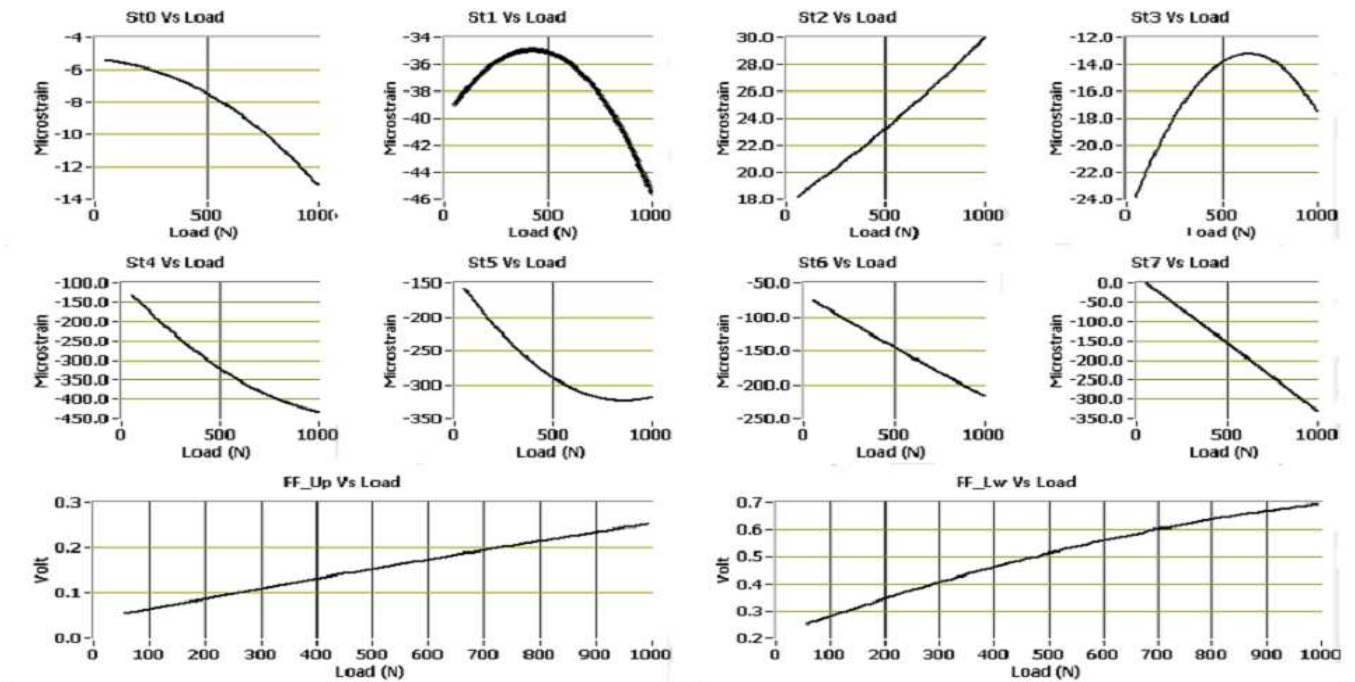 St0 Vs Load St1 Vs Load St2 Vs Load St3 Vs Load
Microstrain
-4
-6
-8
-10
-12
-14
0 500 1000
Load (N)
Microstrain
-34
-36
-38
-40
-42
-44
-46
0 500 1000
Load (N)
Microstrain
30.0
28.0
26.0
24.0
22.0
20.0
18.0
0 500 1000
Load (N)
Microstrain
-12.0
-14.0
-16.0
-18.0
-20.0
-22.0
-24.0
0 500 1000
Load (N)
St4 Vs Load St5 Vs Load St6 Vs Load St7 Vs Load
Microstrain
-100.0
-150.0
-200.0
-250.0
-300.0
-350.0
-400.0
-450.0
0 500 1000
Load (N)
Microstrain
-150
-200
-250
-300
-350
0 500 1000
Load (N)
Microstrain
-50.0
-100.0
-150.0
-200.0
-250.0
0 500 1000
Load (N)
Microstrain
0.0
-50.0
-100.0
-150.0
-200.0
-250.0
-300.0
-350.0
0 500 1000
Load (N)
FF_Up Vs Load FF_Lw Vs Load
Volt
0.3
0.2
0.1
0.0
0 100 200 300 400 500 600 700 800 900 1000
Load (N)
Volt
0.7
0.6
0.5
0.4
0.3
0.2
0 100 200 300 400 500 600 700 800 900 1000
Load (N)